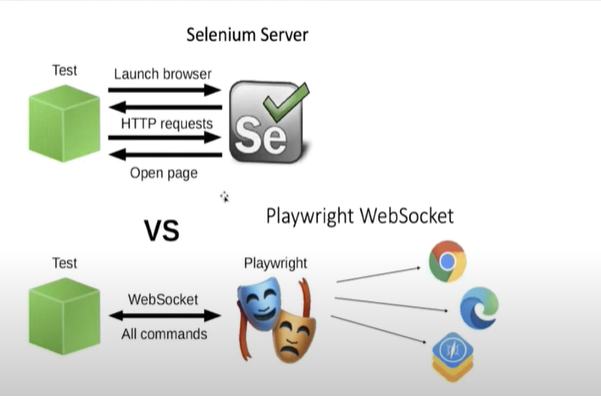 Selenium Server
Test
Launch browser
HTTP requests
Se
Open page
VS
Playwright WebSocket
Test
Playwright
WebSocket
All commands